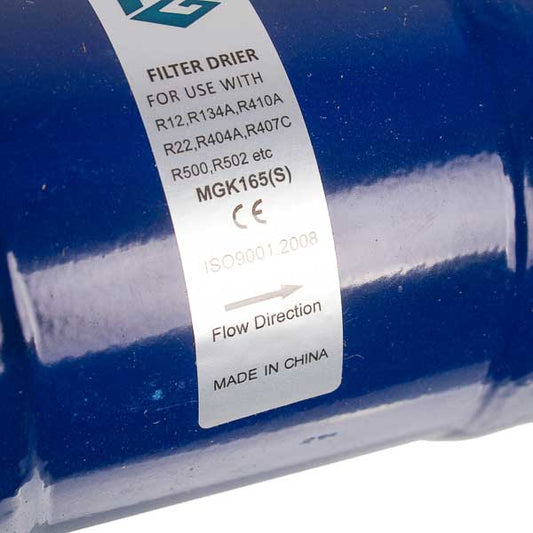 FILTER DRIER
FOR USE WITH
R12,R134A,R410A
R22,R404A,R407C
R500,R502 etc
MGK165(S)
CE
ISO9001:2008
Flow Direction
MADE IN CHINA